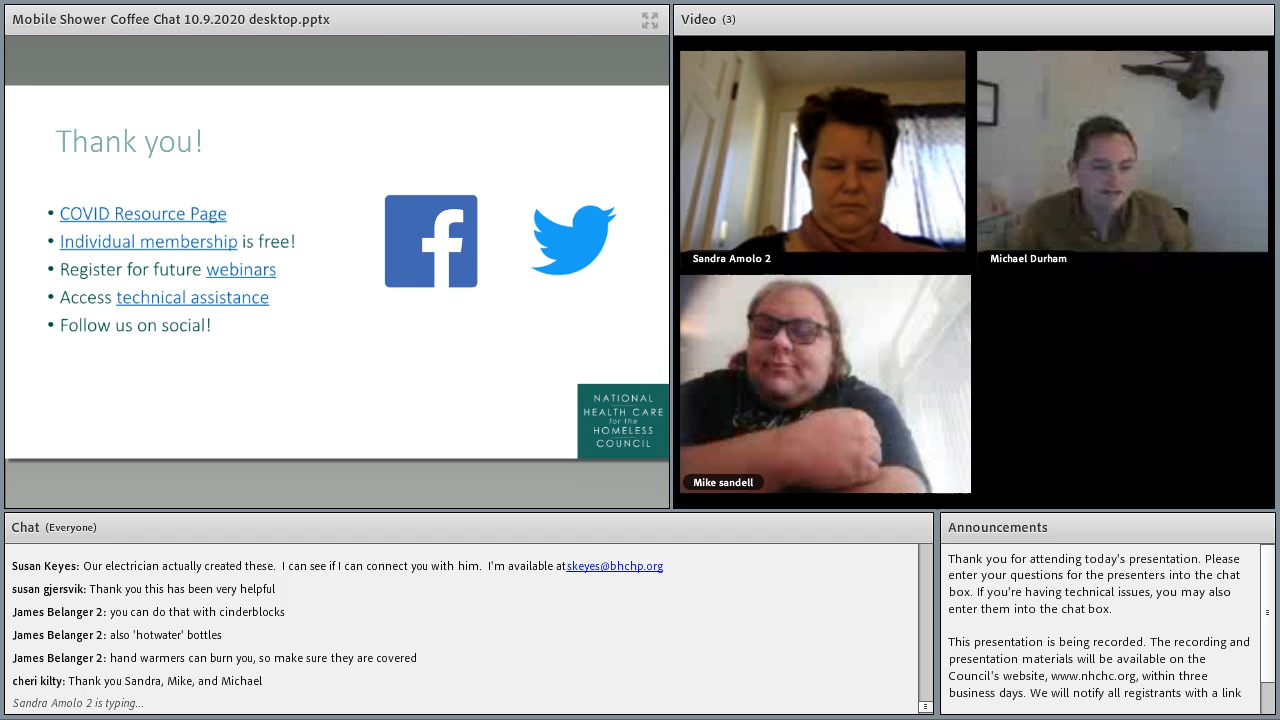 Mobile Shower Coffee Chat 10.9.2020 desktop.pptx
Thank you!
• COVID Resource Page
• Individual membership is free!
• Register for future webinars
• Access technical assistance
• Follow us on social!
NATIONAL
HEALTH CARE
for the
HOMELESS
COUNCIL
Video (3)
Sandra Amolo 2
Michael Durham
Mike sandell
Chat (Everyone)
Susan Keyes: Our electrician actually created these. I can see if I can connect you with him. I'm available atskeyes@bhchp.org
susan gjersvik: Thank you this has been very helpful
James Belanger 2: you can do that with cinderblocks
James Belanger 2: also 'hotwater' bottles
James Belanger 2: hand warmers can burn you, so make sure they are covered
cheri kilty: Thank you Sandra, Mike, and Michael
Sandra Amolo 2 is typing...
Announcements
Thank you for attending today's presentation. Please
enter your questions for the presenters into the chat
box. If you're having technical issues, you may also
enter them into the chat box.
This presentation is being recorded. The recording and
presentation materials will be available on the
Council's website, www.nhchc.org, within three
business days. We will notify all registrants with a link